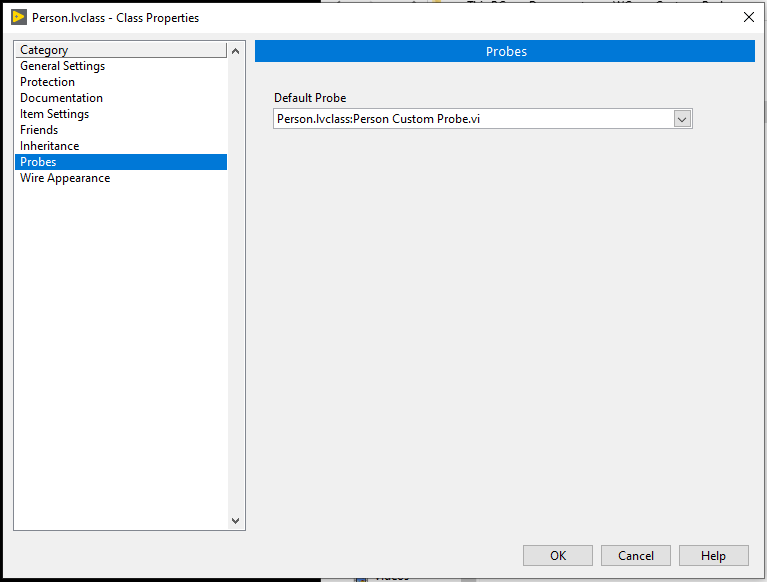 Person.lvclass - Class Properties
Category
General Settings
Protection
Documentation
Item Settings
Friends
Inheritance
Probes
Wire Appearance
Probes
Default Probe
Person.lvclass:Person Custom Probe.vi
OK
Cancel
Help